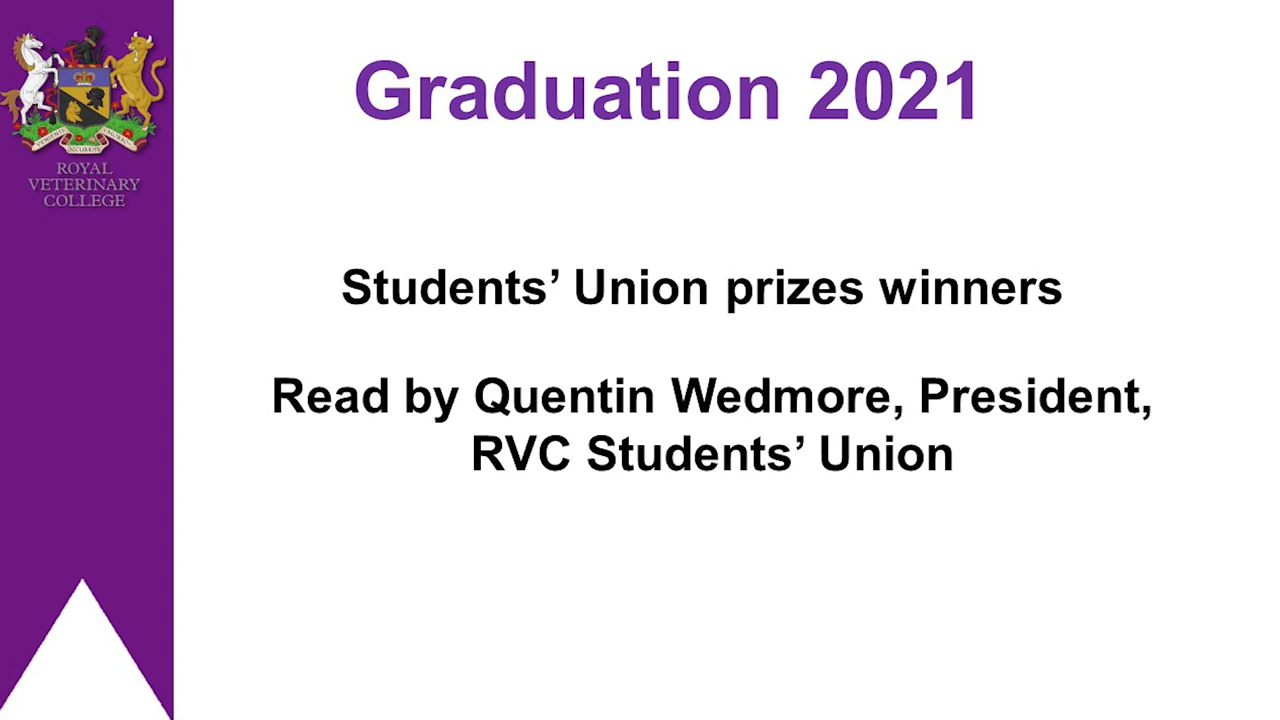 Graduation 2021
ROYAL
VETERINARY
COLLEGE
Students’ Union prizes winners
Read by Quentin Wedmore, President,
RVC Students’ Union